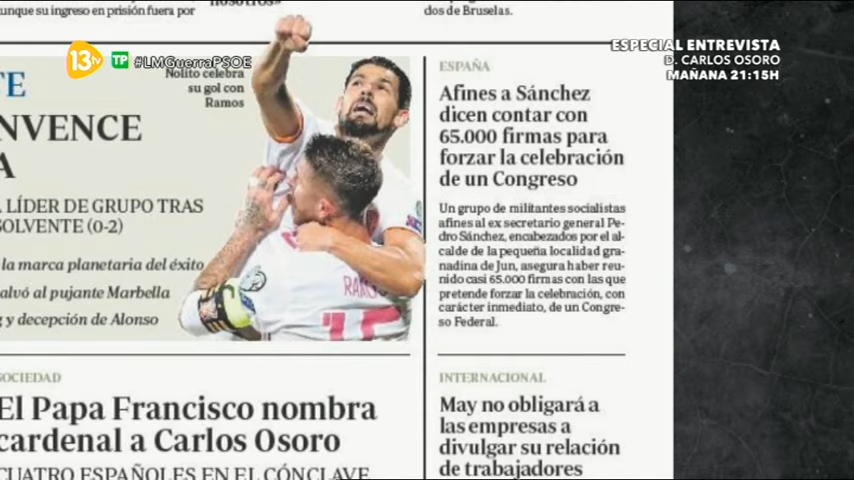 nosotros»
aunque su ingreso en prisión fuera por
dos de Bruselas.
13tv
TP #LMGuerraPSOE
ESPECIAL ENTREVISTA
D. CARLOS OSORO
MAÑANA 21:15H
Nolito celebra
su gol con
Ramos
TE
NVENCE
A
LÍDER DE GRUPO TRAS
SOLVENTE (0-2)
la marca planetaria del éxito
salvó al pujante Marbella
g y decepción de Alonso
RAMOS
15
ESPAÑA
Afines a Sánchez
dicen contar con
65.000 firmas para
forzar la celebración
de un Congreso
Un grupo de militantes socialistas
afines al ex secretario general Pe-
dro Sánchez, encabezados por el al-
calde de la pequeña localidad gra-
nadina de Jun, asegura haber reu-
nido casi 65.000 firmas con las que
pretende forzar la celebración, con
carácter inmediato, de un Congre-
so Federal.
SOCIEDAD
El Papa Francisco nombra
cardenal a Carlos Osoro
CUATRO ESPAÑOLES EN EL CÓNCLAVE
INTERNACIONAL
May no obligará a
las empresas a
divulgar su relación
de trabajadores